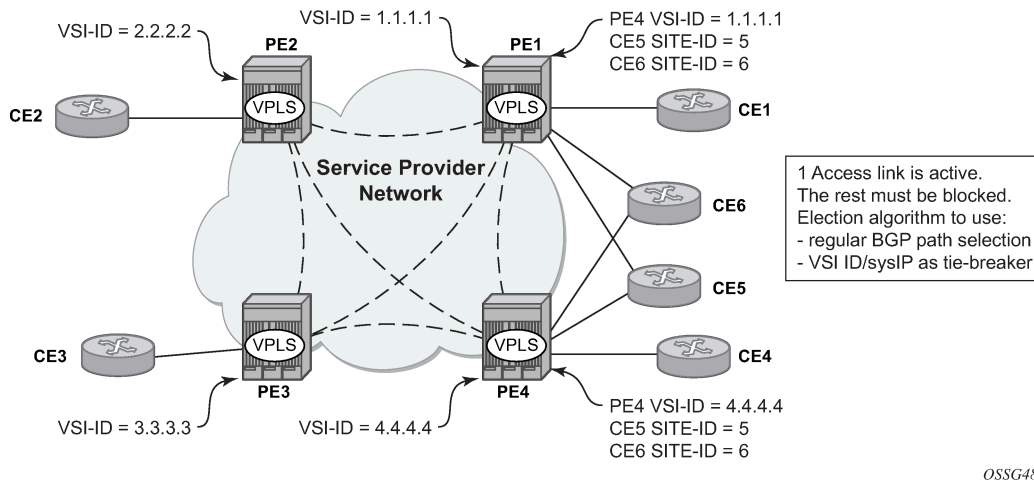 VSI-ID = 2.2.2.2
VSI-ID = 1.1.1.1
PE4 VSI-ID = 1.1.1.1
CE5 SITE-ID = 5
CE6 SITE-ID = 6
PE2
PE1
VPLS
VPLS
CE2
CE1
Service Provider
Network
CE6
1 Access link is active.
The rest must be blocked.
Election algorithm to use:
- regular BGP path selection
- VSI ID/sysIP as tie-breaker
CE5
VPLS
VPLS
CE3
CE4
PE3
PE4
VSI-ID = 3.3.3.3
VSI-ID = 4.4.4.4
PE4 VSI-ID = 4.4.4.4
CE5 SITE-ID = 5
CE6 SITE-ID = 6
OSSG48